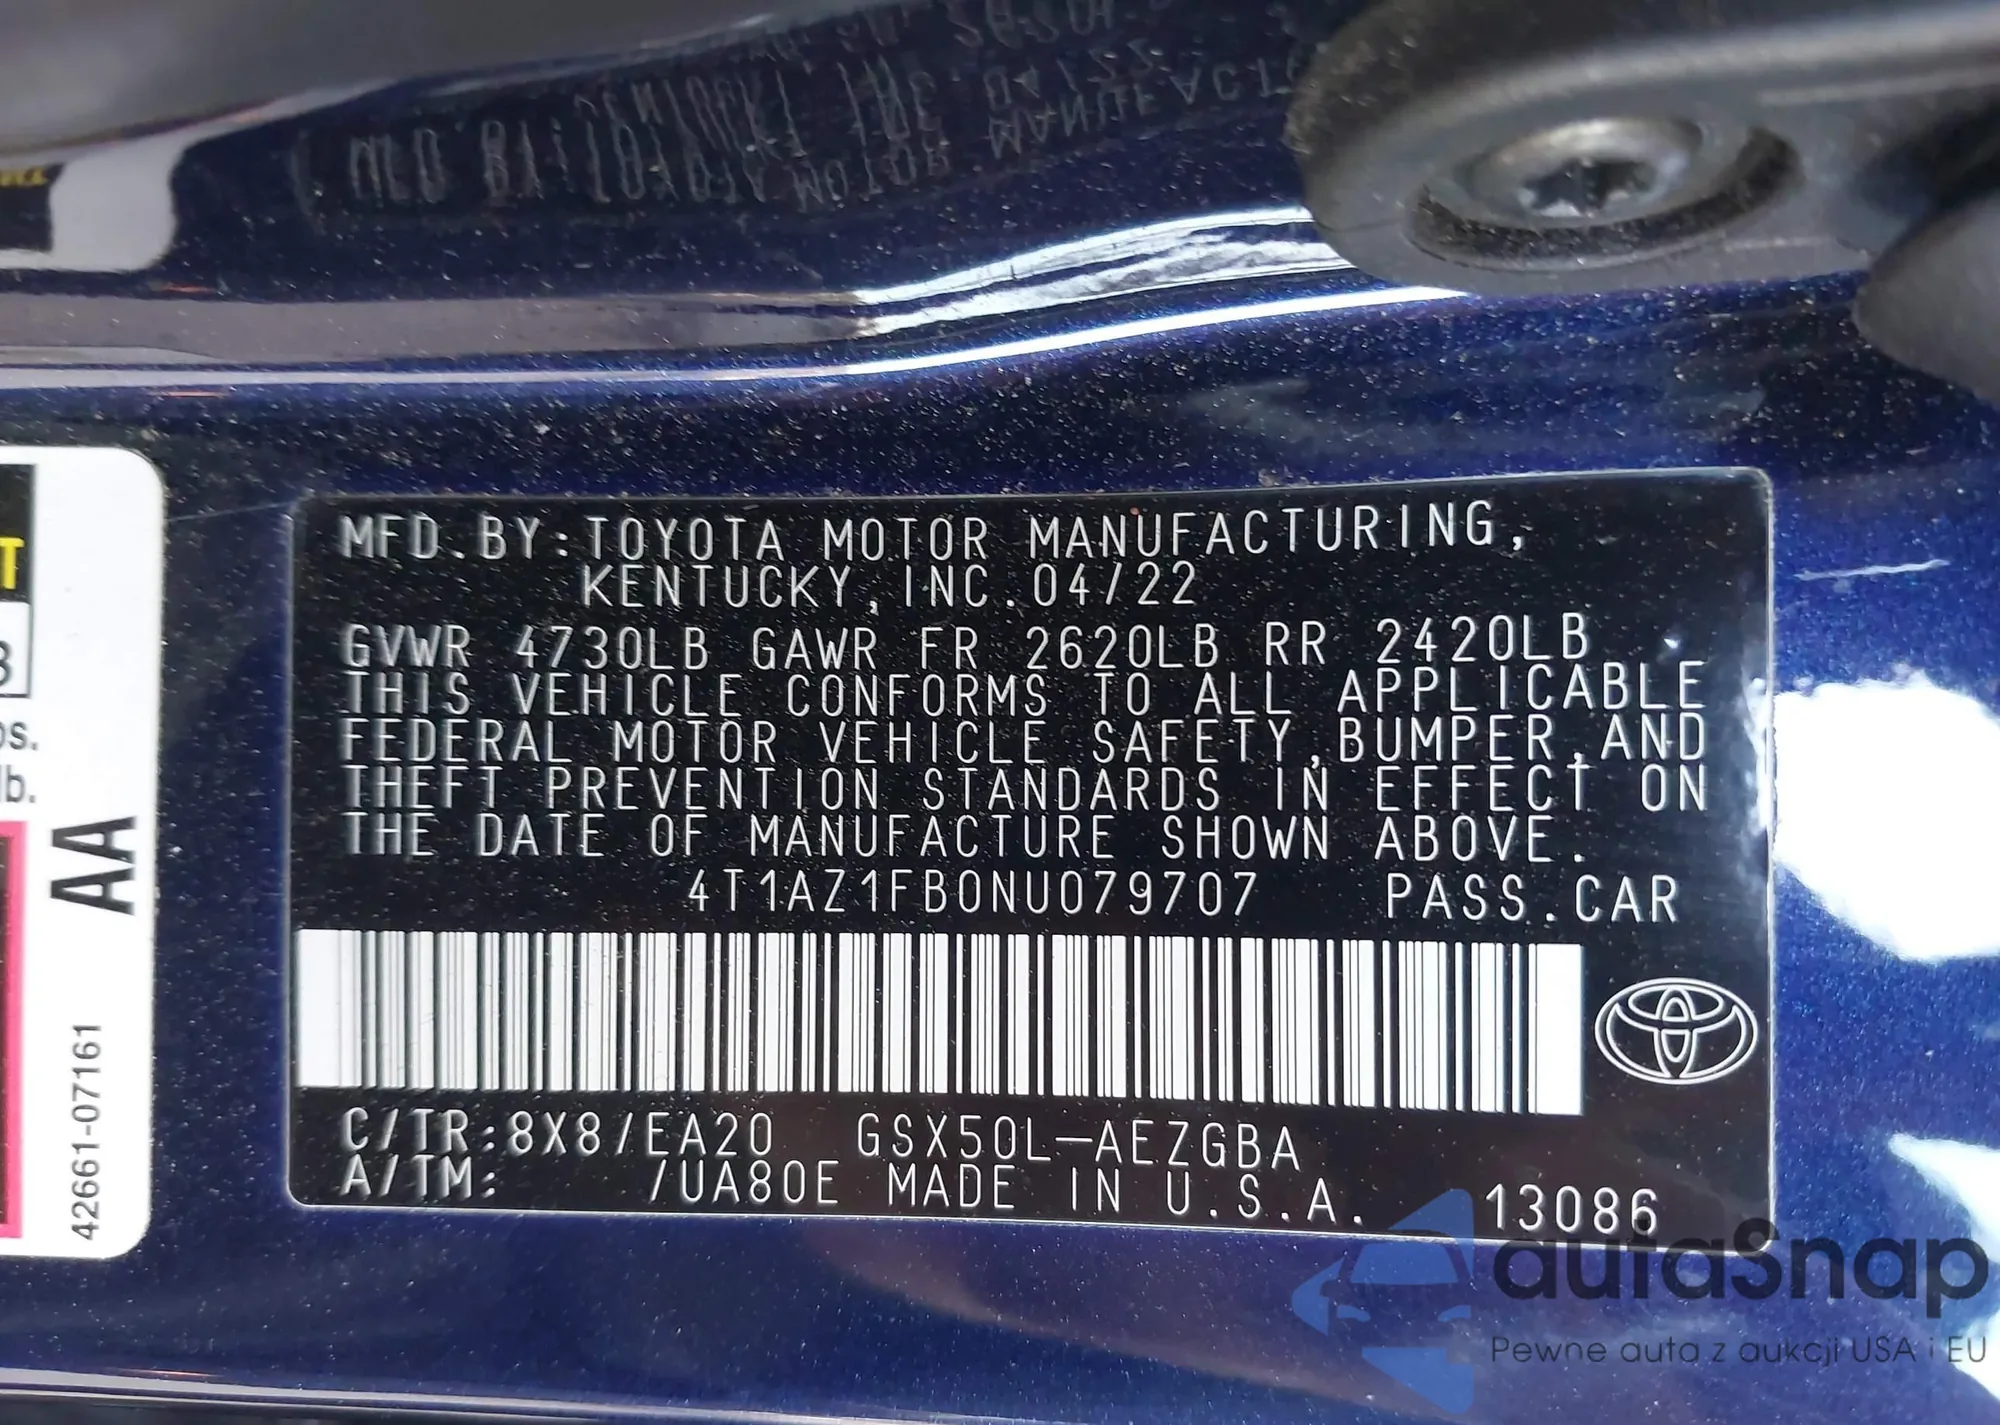 MFD.BY:TOYOTA MOTOR MANUFACTURING,
KENTUCKY, INC.04/22
GVWR 4730LB GAWR FR 2620LB RR 2420LB
THIS VEHICLE CONFORMS TO ALL APPLICABLE
FEDERAL MOTOR VEHICLE SAFETY,BUMPER,AND
THEFT PREVENTION STANDARDS IN EFFECT ON
THE DATE OF MANUFACTURE SHOWN ABOVE.
4T1AZ1FB0NU079707 PASS.CAR
C/TR:8X8/EA20 GSX50L-AEZGBA
A/TM: /UA80E MADE IN U.S.A. 13086
lb.
AA
42661-07161
autaSnap
Pewne auta z aukcji USA i EU